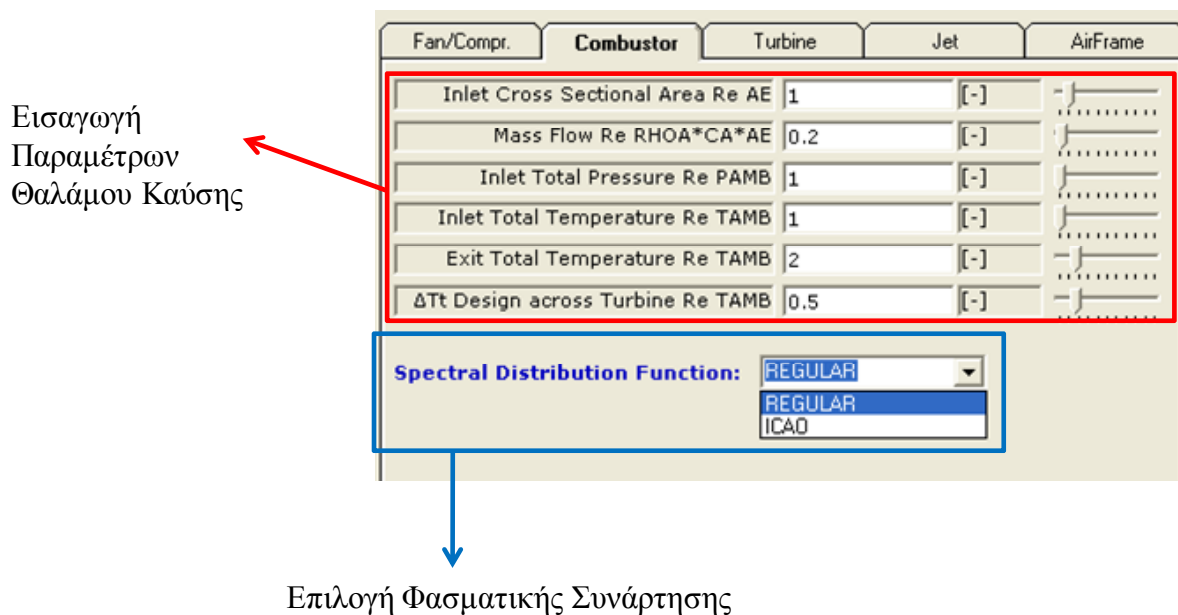 Fan/Compr. Combustor Turbine Jet AirFrame
Εισαγωγή
Παραμέτρων
Θαλάμου Καύσης
Inlet Cross Sectional Area Re AE 1 [-]
Mass Flow Re RHOA*CA*AE 0.2 [-]
Inlet Total Pressure Re PAMB 1 [-]
Inlet Total Temperature Re TAMB 1 [-]
Exit Total Temperature Re TAMB 2 [-]
ΔTt Design across Turbine Re TAMB 0.5 [-]
Spectral Distribution Function: REGULAR
REGULAR
ICAO
Επιλογή Φασματικής Συνάρτησης